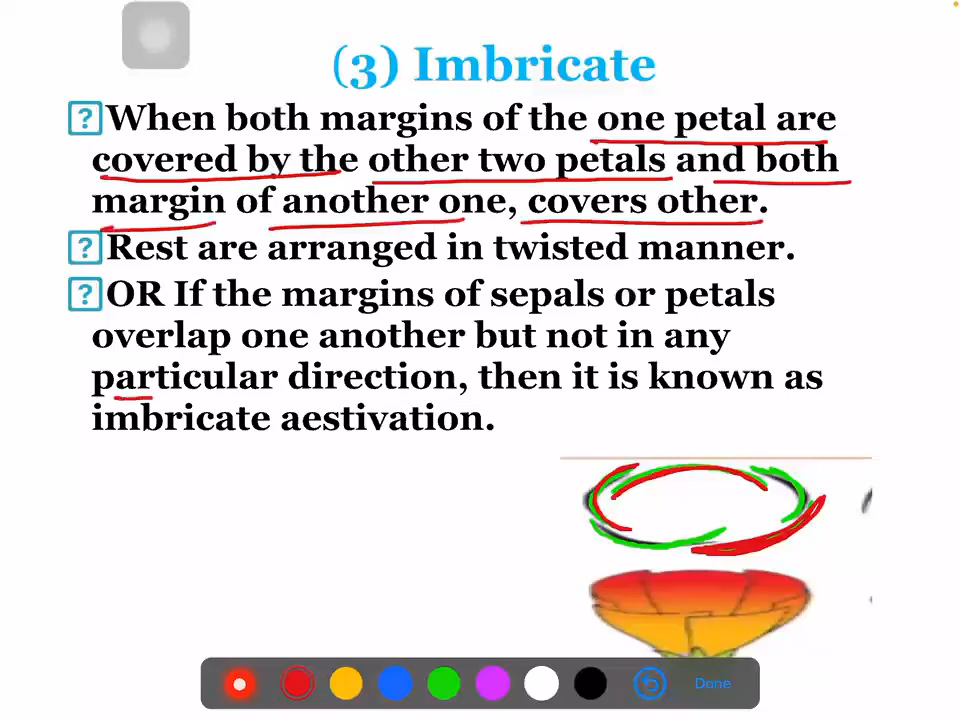 (3) Imbricate
When both margins of the one petal are
covered by the other two petals and both
margin of another one, covers other.
Rest are arranged in twisted manner.
OR If the margins of sepals or petals
overlap one another but not in any
particular direction, then it is known as
imbricate aestivation.
Done